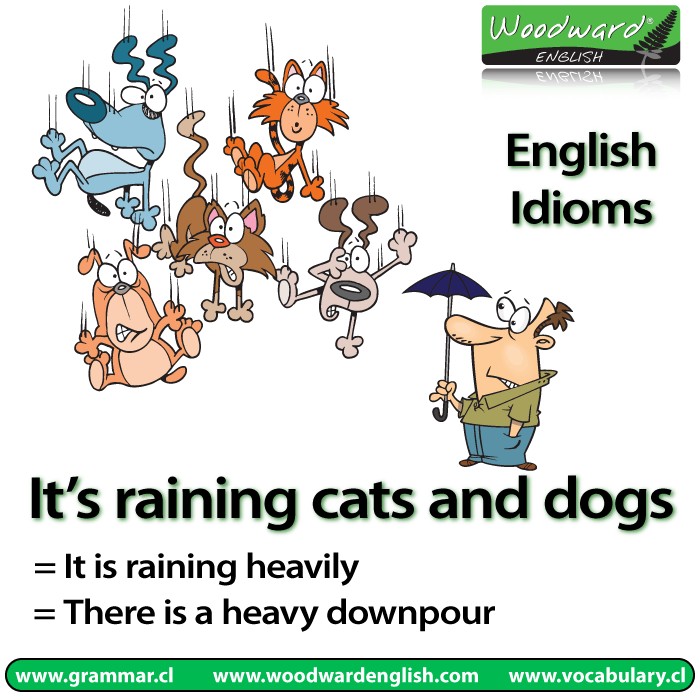 Woodward®
ENGLISH
English
Idioms
It's raining cats and dogs
= It is raining heavily
= There is a heavy downpour
www.grammar.cl www.woodwardenglish.com www.vocabulary.cl